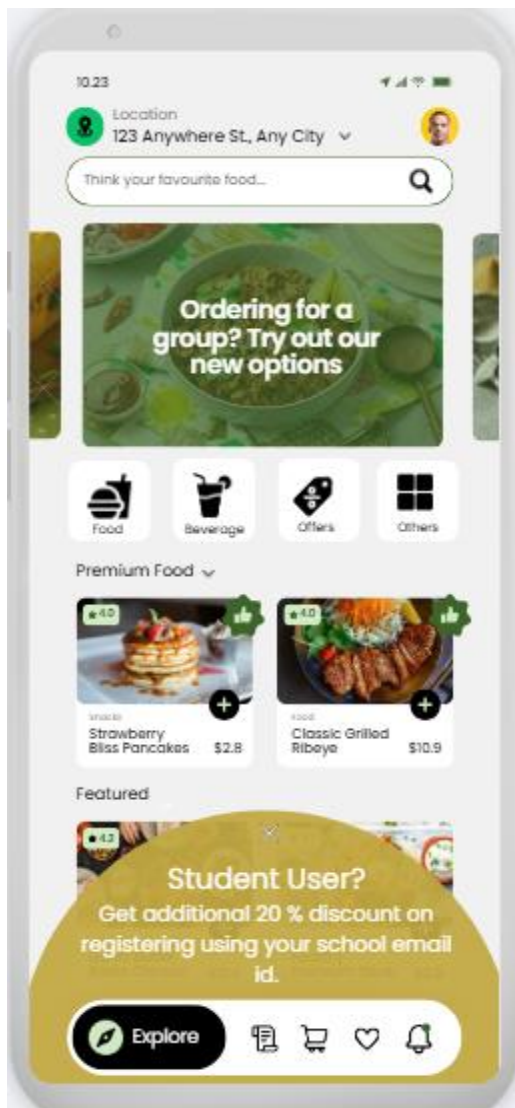 10.23
Location
123 Anywhere St., Any City
Think your favourite food...
Ordering for a
group? Try out our
new options
Food
Beverage
Offers
Others
Premium Food
4.0
4.0
Snacks
Strawberry
Bliss Pancakes
$2.8
Food
Classic Grilled
Ribeye
$10.9
Featured
4.2
Student User?
Get additional 20 % discount on
registering using your school email
id.
Explore